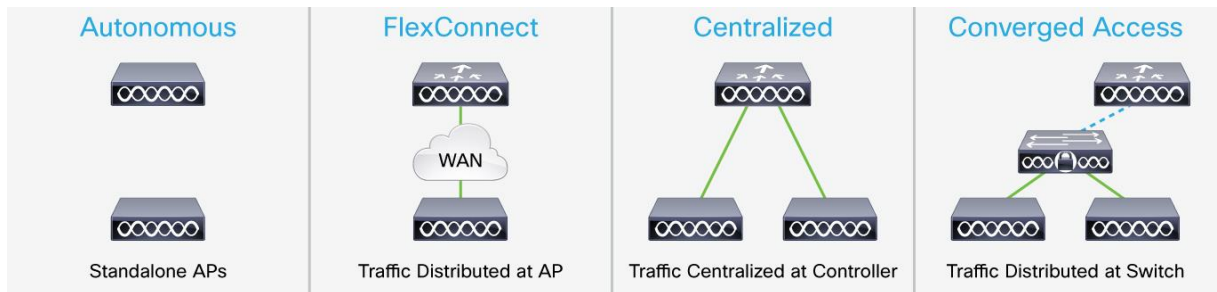 Autonomous
Standalone APs
FlexConnect
WAN
Traffic Distributed at AP
Centralized
Traffic Centralized at Controller
Converged Access
Traffic Distributed at Switch